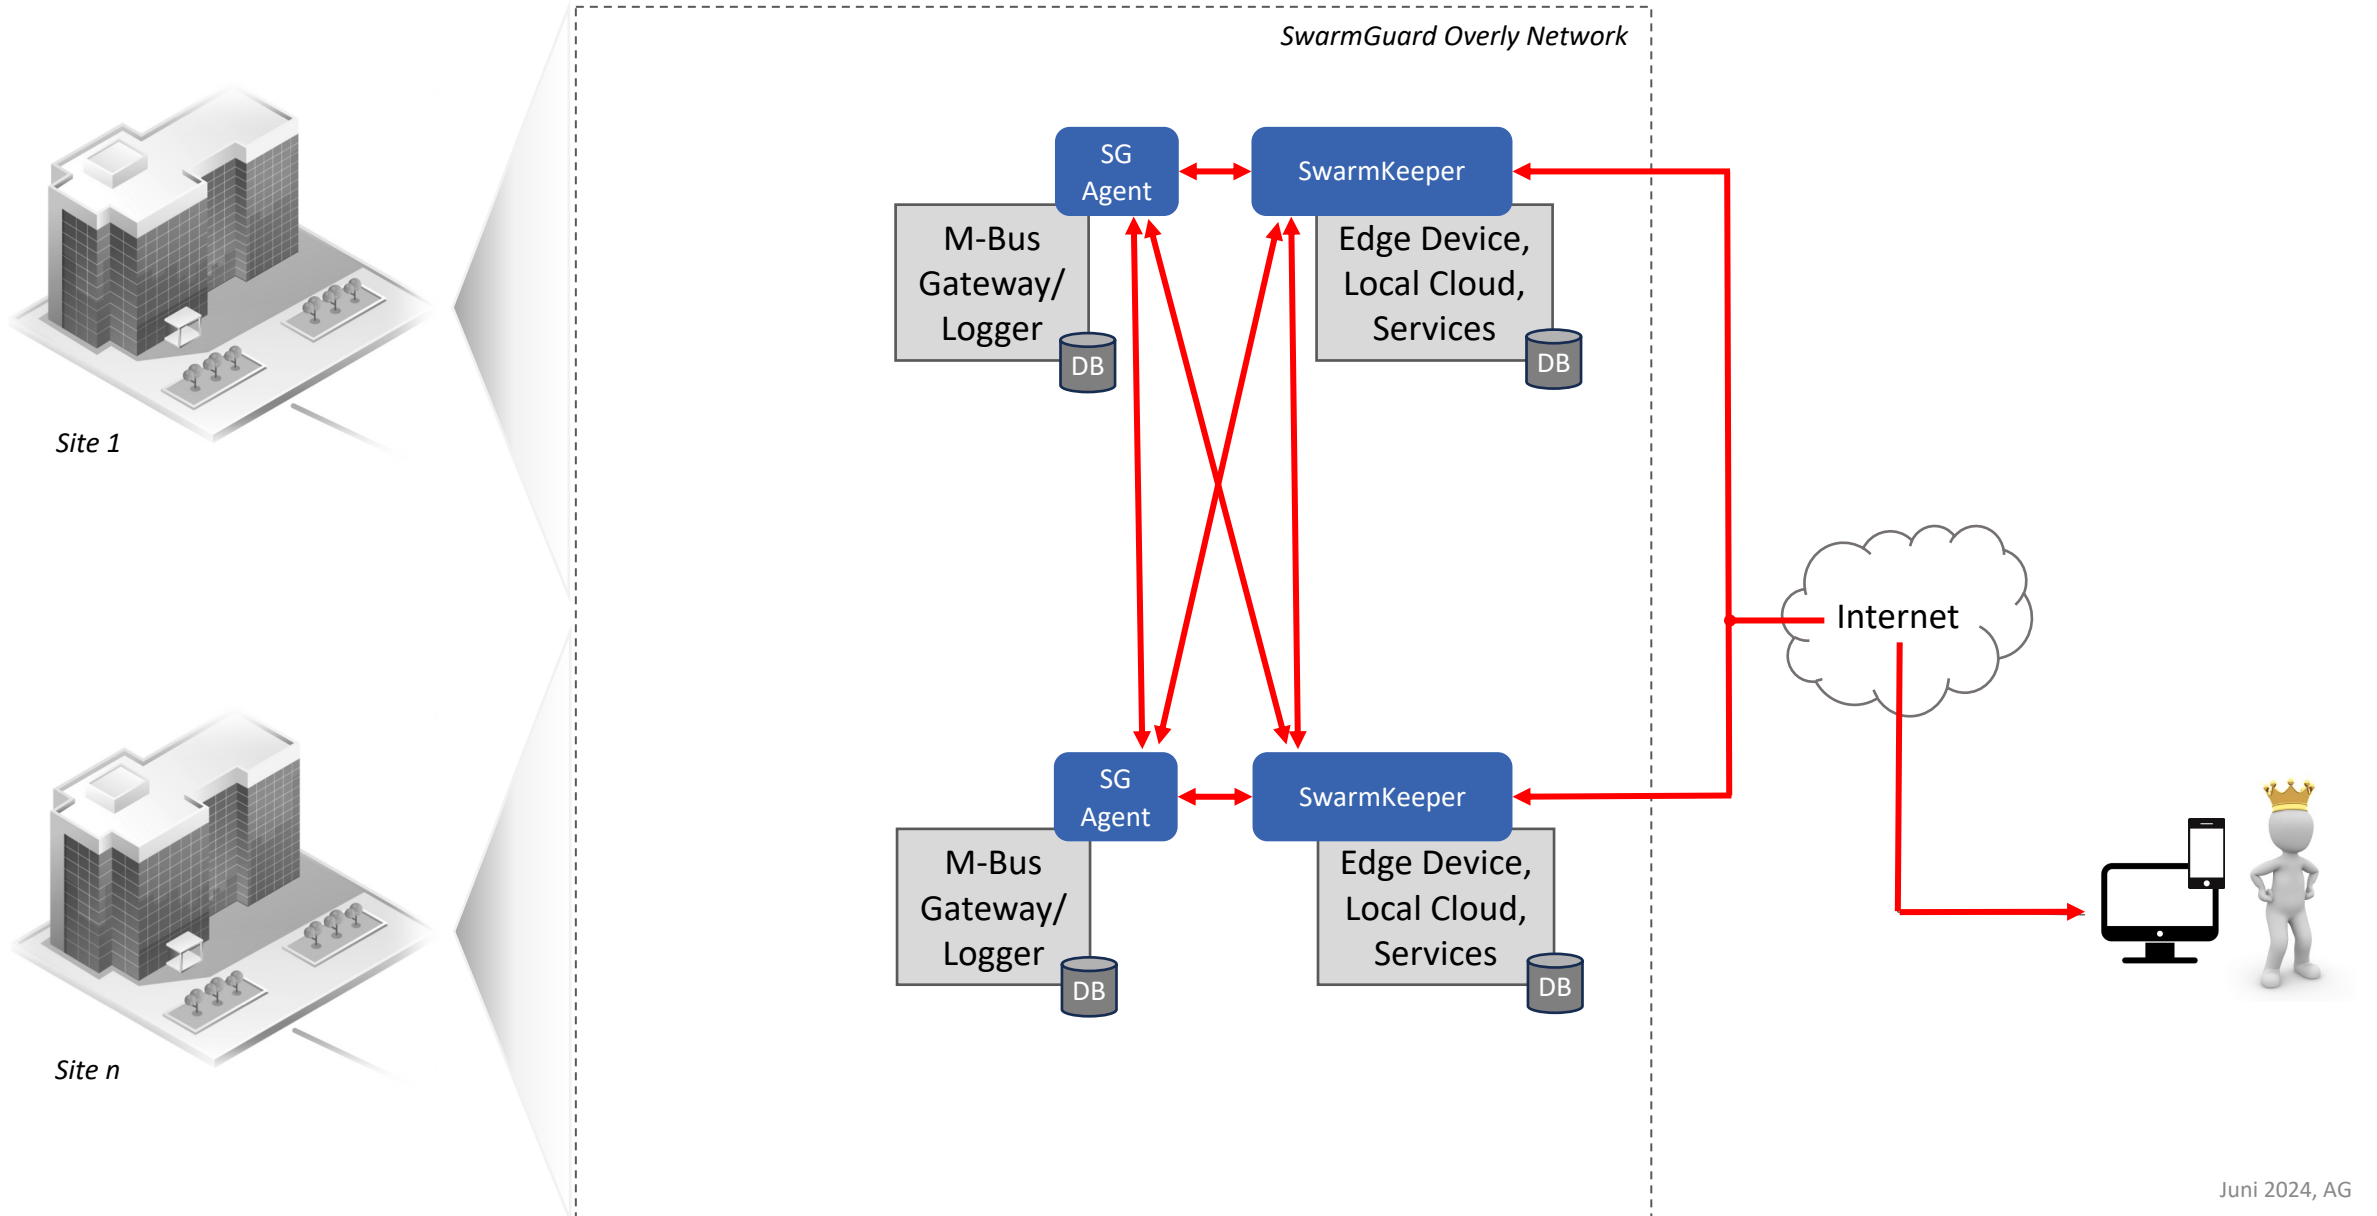 SwarmGuard Overly Network
SG
Agent
SwarmKeeper
M-Bus
Gateway/
Logger
DB
Edge Device,
Local Cloud,
Services
DB
Site 1
Internet
SG
Agent
SwarmKeeper
M-Bus
Gateway/
Logger
DB
Edge Device,
Local Cloud,
Services
DB
Site n
Juni 2024, AG